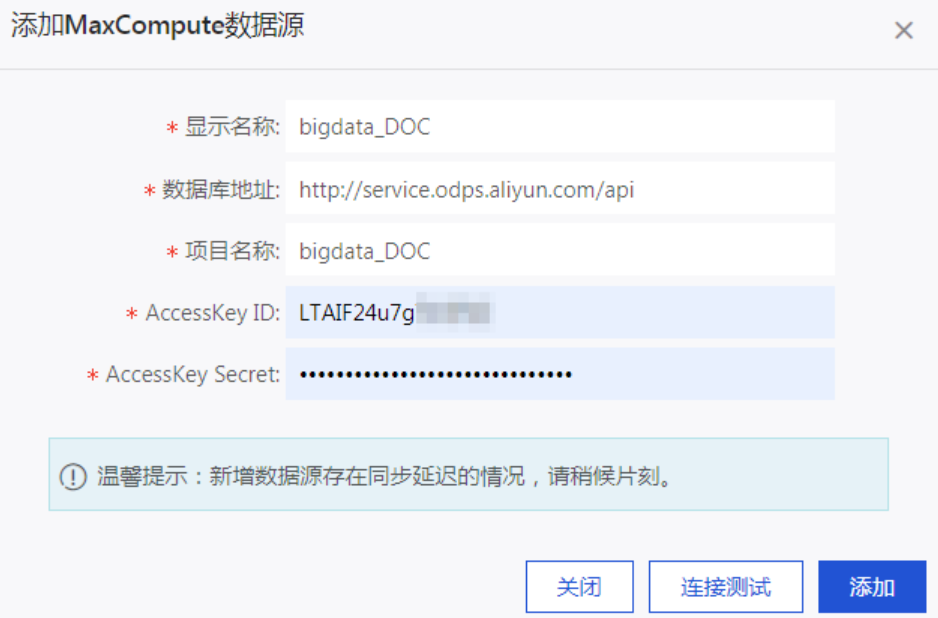 添加MaxCompute数据源
* 显示名称: bigdata_DOC
* 数据库地址: http://service.odps.aliyun.com/api
* 项目名称: bigdata_DOC
* AccessKey ID: LTAIF24u7g
* AccessKey Secret: ••••••••••••••••••••••••••••••
温馨提示：新增数据源存在同步延迟的情况，请稍候片刻。
关闭 连接测试 添加